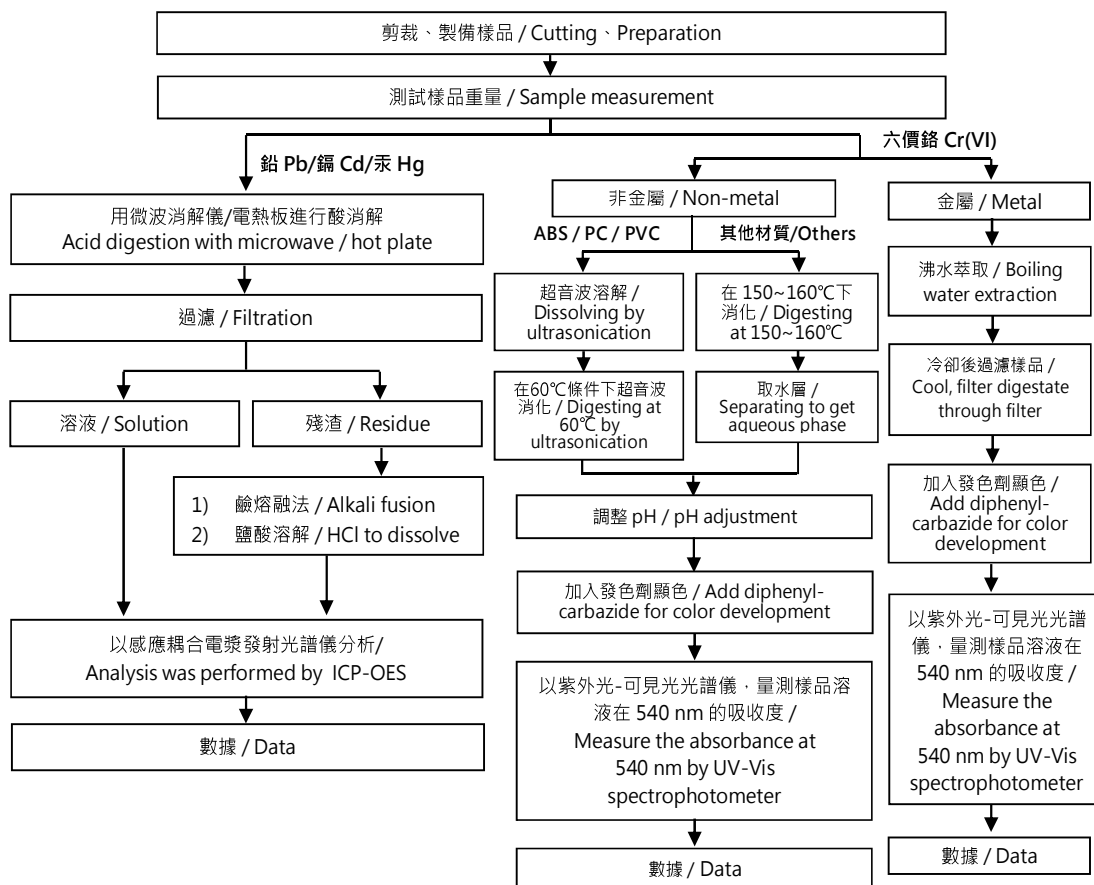 剪裁、製備樣品 / Cutting、Preparation
測試樣品重量 / Sample measurement
鉛 Pb/鎘 Cd/汞 Hg
六價鉻 Cr(VI)
用微波消解儀/電熱板進行酸消解
Acid digestion with microwave / hot plate
過濾 / Filtration
溶液 / Solution
殘渣 / Residue
1) 鹼熔融法 / Alkali fusion
2) 鹽酸溶解 / HCl to dissolve
以感應耦合電漿發射光譜儀分析/
Analysis was performed by ICP-OES
數據 / Data
非金屬 / Non-metal
ABS / PC / PVC
其他材質/Others
超音波溶解 /
Dissolving by
ultrasonication
在 150~160℃下
消化 / Digesting
at 150~160℃
在60℃條件下超音波
消化 / Digesting at
60℃ by
ultrasonication
取水層 /
Separating to get
aqueous phase
調整 pH / pH adjustment
加入發色劑顯色 / Add diphenyl-
carbazide for color development
以紫外光-可見光光譜儀，量測樣品溶
液在 540 nm 的吸收度 /
Measure the absorbance at
540 nm by UV-Vis
spectrophotometer
數據 / Data
金屬 / Metal
沸水萃取 / Boiling
water extraction
冷卻後過濾樣品 /
Cool, filter digestate
through filter
加入發色劑顯色 /
Add diphenyl-
carbazide for color
development
以紫外光-可見光光譜
儀，量測樣品溶液在
540 nm 的吸收度 /
Measure the
absorbance at
540 nm by UV-Vis
spectrophotometer
數據 / Data